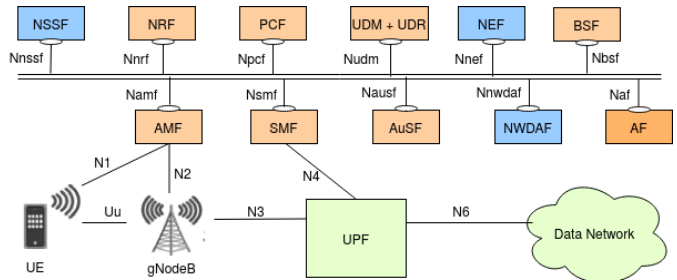 NSSF
NRF
PCF
UDM + UDR
NEF
BSF
Nnssf
Nnrf
Npcf
Nudm
Nnef
Nbsf
Namf
Nsmf
Nausf
Nnwdaf
Naf
AMF
SMF
AuSF
NWDAF
AF
N1
N2
N4
Uu
N3
N6
UPF
Data Network
UE
gNodeB